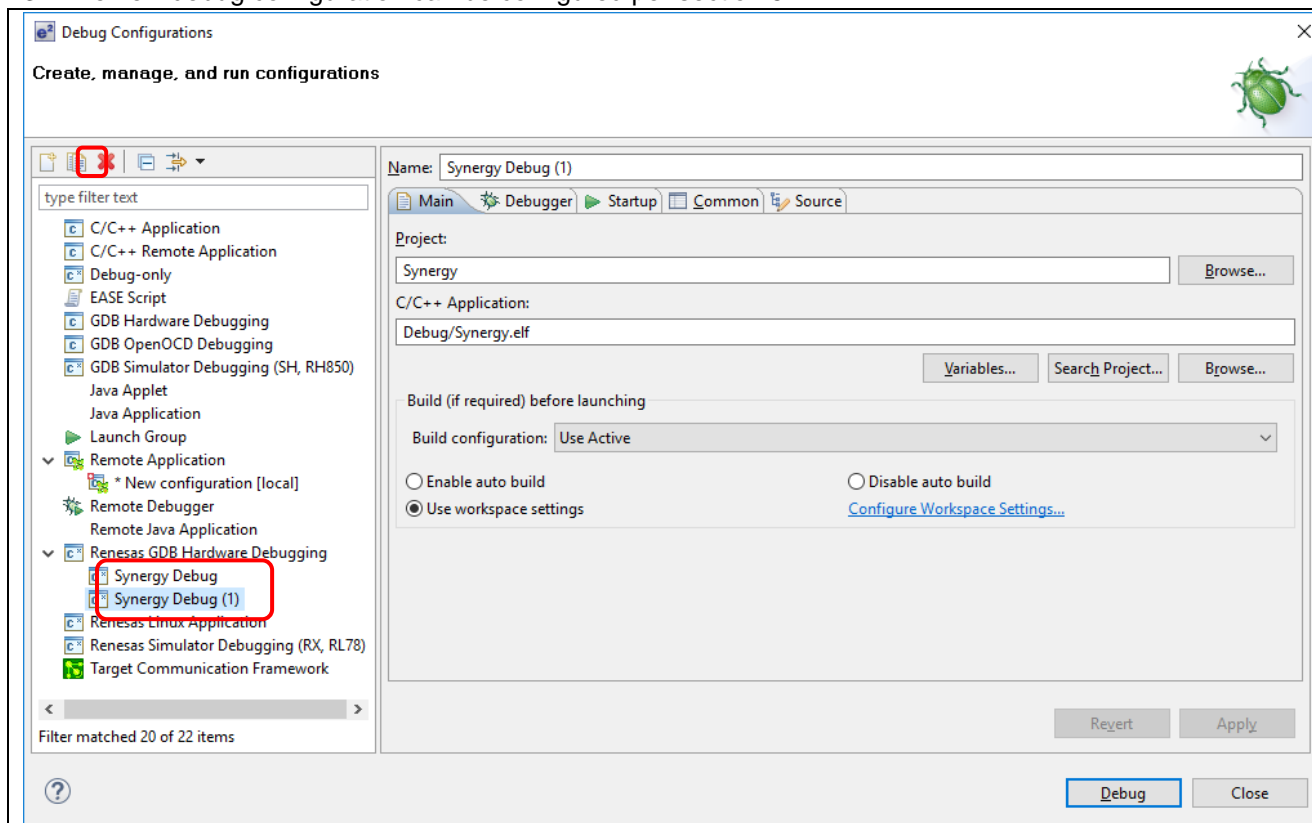 Debug Configurations
Create, manage, and run configurations
type filter text
C/C++ Application
C/C++ Remote Application
Debug-only
EASE Script
GDB Hardware Debugging
GDB OpenOCD Debugging
GDB Simulator Debugging (SH, RH850)
Java Applet
Java Application
Launch Group
Remote Application
* New configuration [local]
Remote Debugger
Remote Java Application
Renesas GDB Hardware Debugging
Synergy Debug
Synergy Debug (1)
Renesas Linux Application
Renesas Simulator Debugging (RX, RL78)
Target Communication Framework
Filter matched 20 of 22 items
Name: Synergy Debug (1)
Main Debugger Startup Common Source
Project:
Synergy Browse...
C/C++ Application:
Debug/Synergy.elf
Variables... Search Project... Browse...
Build (if required) before launching
Build configuration: Use Active
Enable auto build Disable auto build
Use workspace settings Configure Workspace Settings...
Revert Apply
Debug Close